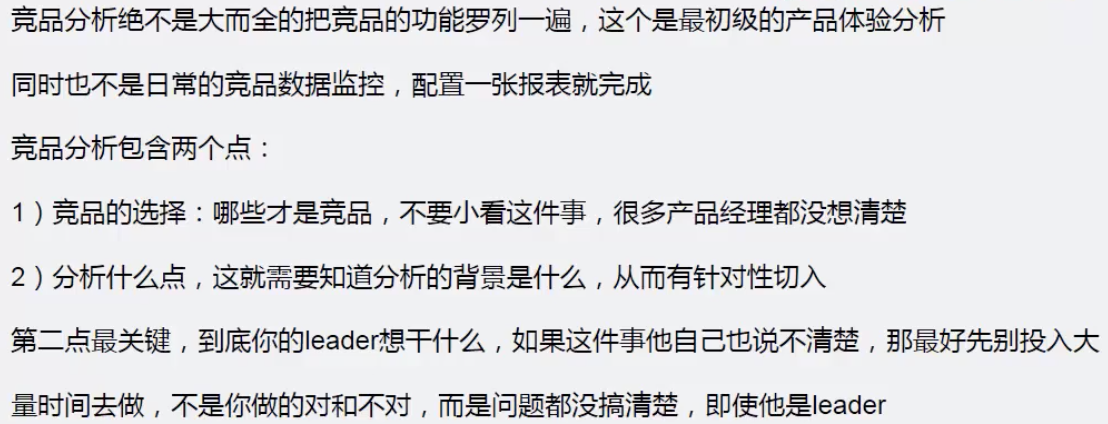 竞品分析绝不是大而全的把竞品的功能罗列一遍，这个是最初级的产品体验分析
同时也不是日常的竞品数据监控，配置一张报表就完成
竞品分析包含两个点：
1）竞品的选择：哪些才是竞品，不要小看这件事，很多产品经理都没想清楚
2）分析什么点，这就需要知道分析的背景是什么，从而有针对性切入
第二点最关键，到底你的leader想干什么，如果这件事他自己也说不清楚，那最好先别投入大
量时间去做，不是你做的对和不对，而是问题都没搞清楚，即使他是leader